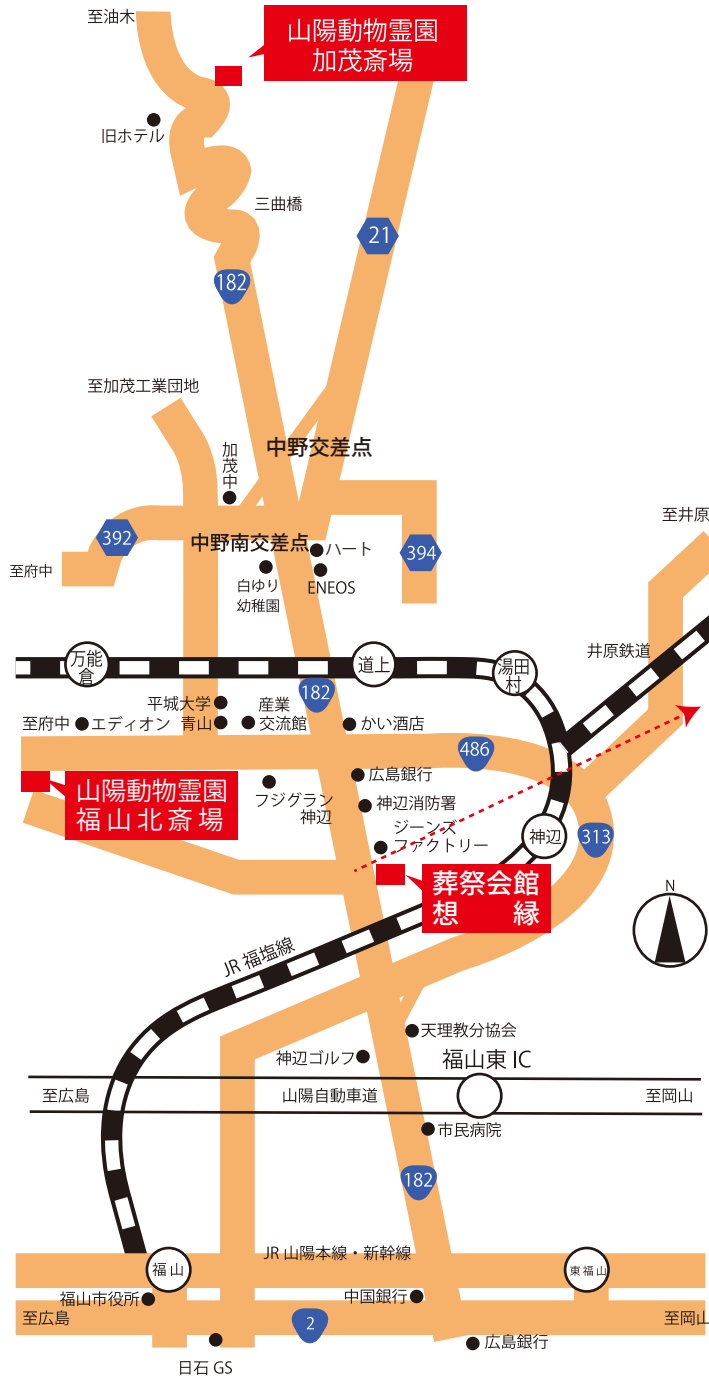 至油木
山陽動物霊園
加茂斎場
旧ホテル
三曲橋
21
182
至加茂工業団地
中野交差点
加茂中
392
至井原
中野南交差点
ハート
394
至府中
白ゆり
幼稚園
ENEOS
万能
倉
道上
湯田
村
井原鉄道
182
平城大学
産業
至府中
エディオン
青山
交流館
かい酒店
486
山陽動物霊園
福山北斎場
広島銀行
フジグラン
神辺
神辺消防署
ジーンズ
ファクトリー
神辺
313
葬祭会館
想 縁
N
JR 福塩線
天理教分協会
神辺ゴルフ
福山東 IC
至広島
山陽自動車道
至岡山
市民病院
182
JR 山陽本線・新幹線
福山
東福山
福山市役所
中国銀行
至広島
2
至岡山
日石 GS
広島銀行